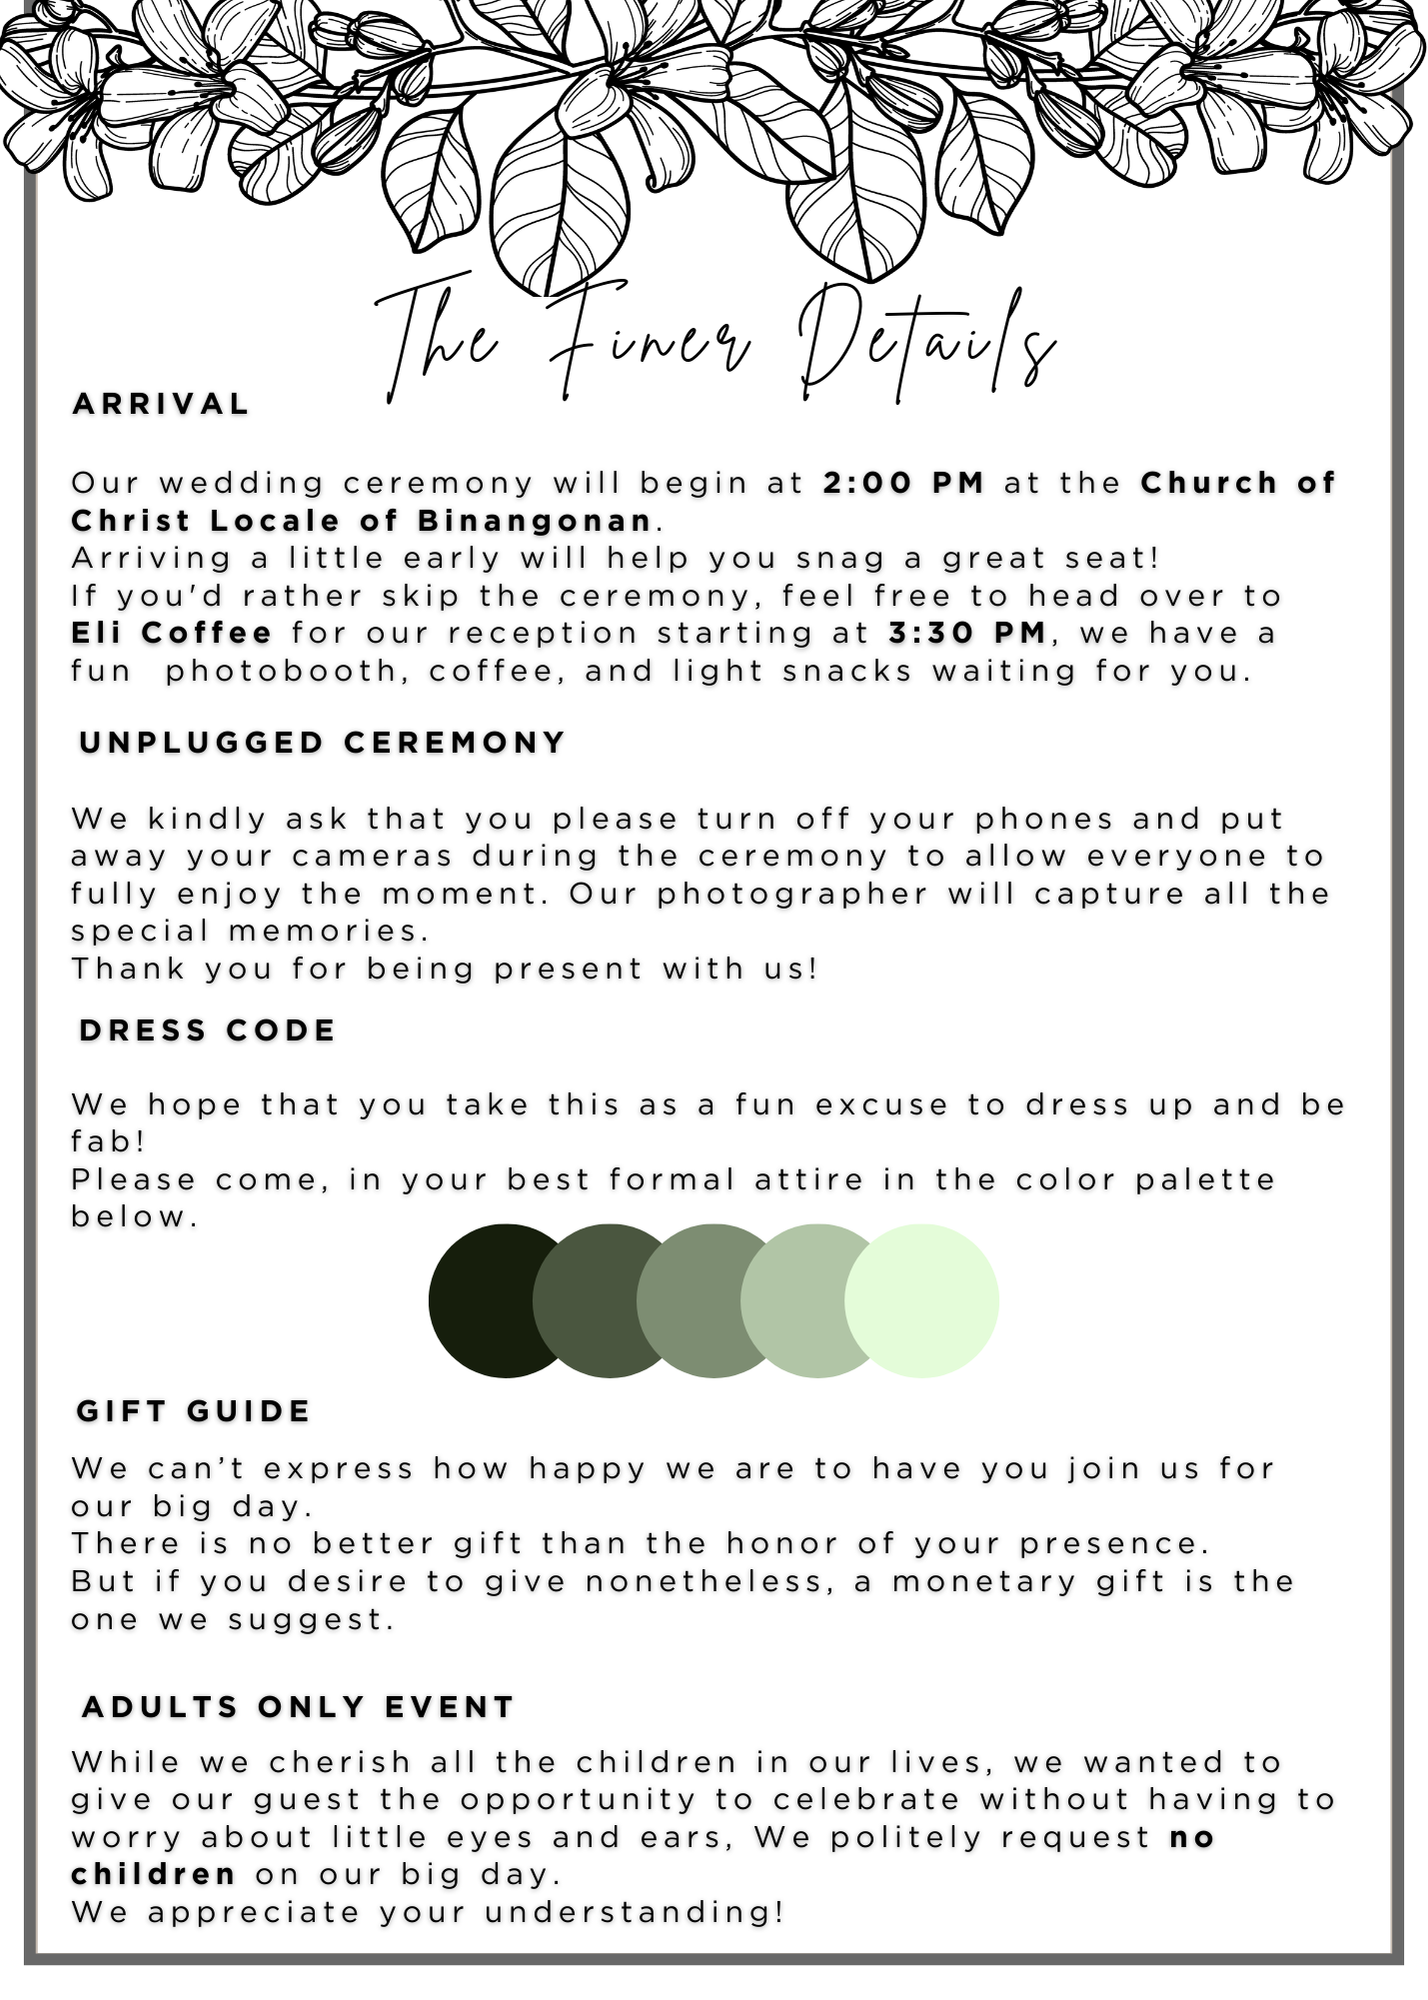 The Finer Details
ARRIVAL
Our wedding ceremony will begin at 2:00 PM at the Church of
Christ Locale of Binangonan.
Arriving a little early will help you snag a great seat!
If you'd rather skip the ceremony, feel free to head over to
Eli Coffee for our reception starting at 3:30 PM, we have a
fun  photobooth, coffee, and light snacks waiting for you.
UNPLUGGED CEREMONY
We kindly ask that you please turn off your phones and put
away your cameras during the ceremony to allow everyone to
fully enjoy the moment. Our photographer will capture all the
special memories.
Thank you for being present with us!
DRESS CODE
We hope that you take this as a fun excuse to dress up and be
fab!
Please come, in your best formal attire in the color palette
below.
GIFT GUIDE
We can’t express how happy we are to have you join us for
our big day.
There is no better gift than the honor of your presence.
But if you desire to give nonetheless, a monetary gift is the
one we suggest.
ADULTS ONLY EVENT
While we cherish all the children in our lives, we wanted to
give our guest the opportunity to celebrate without having to
worry about little eyes and ears, We politely request no
children on our big day.
We appreciate your understanding!